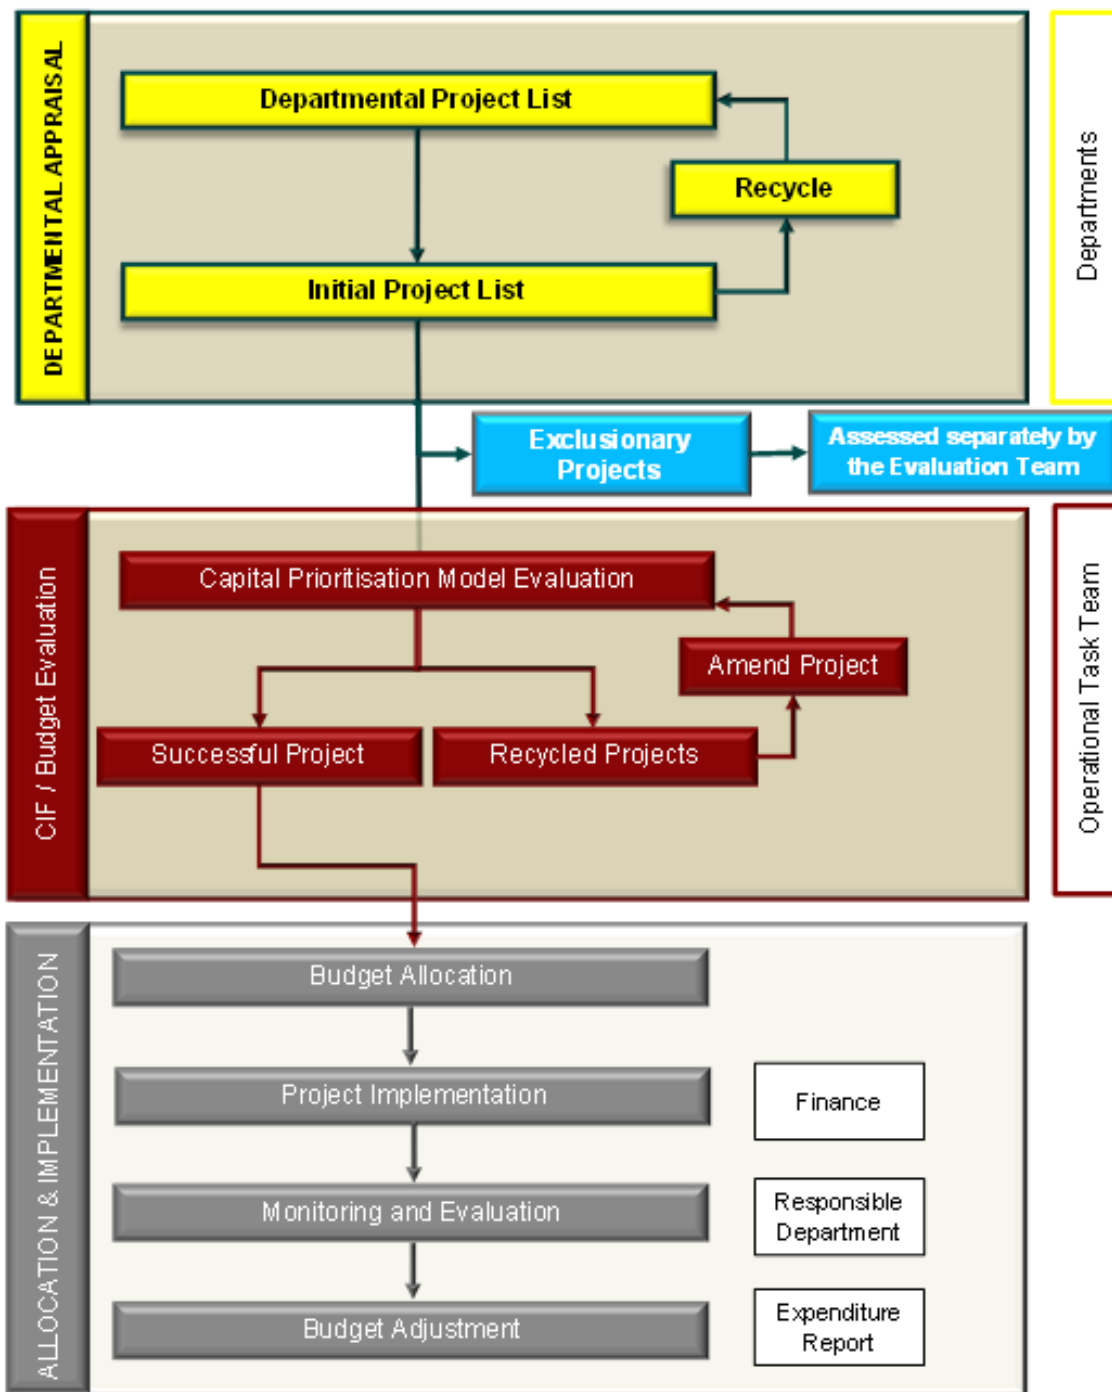 DEPARTMENTAL APPRAISAL
Departmental Project List
Recycle
Initial Project List
Departments
Exclusionary
Projects
Assessed separately by
the Evaluation Team
CIF / Budget Evaluation
Capital Prioritisation Model Evaluation
Amend Project
Successful Project
Recycled Projects
Operational Task Team
ALLOCATION & IMPLEMENTATION
Budget Allocation
Project Implementation
Finance
Monitoring and Evaluation
Responsible
Department
Budget Adjustment
Expenditure
Report